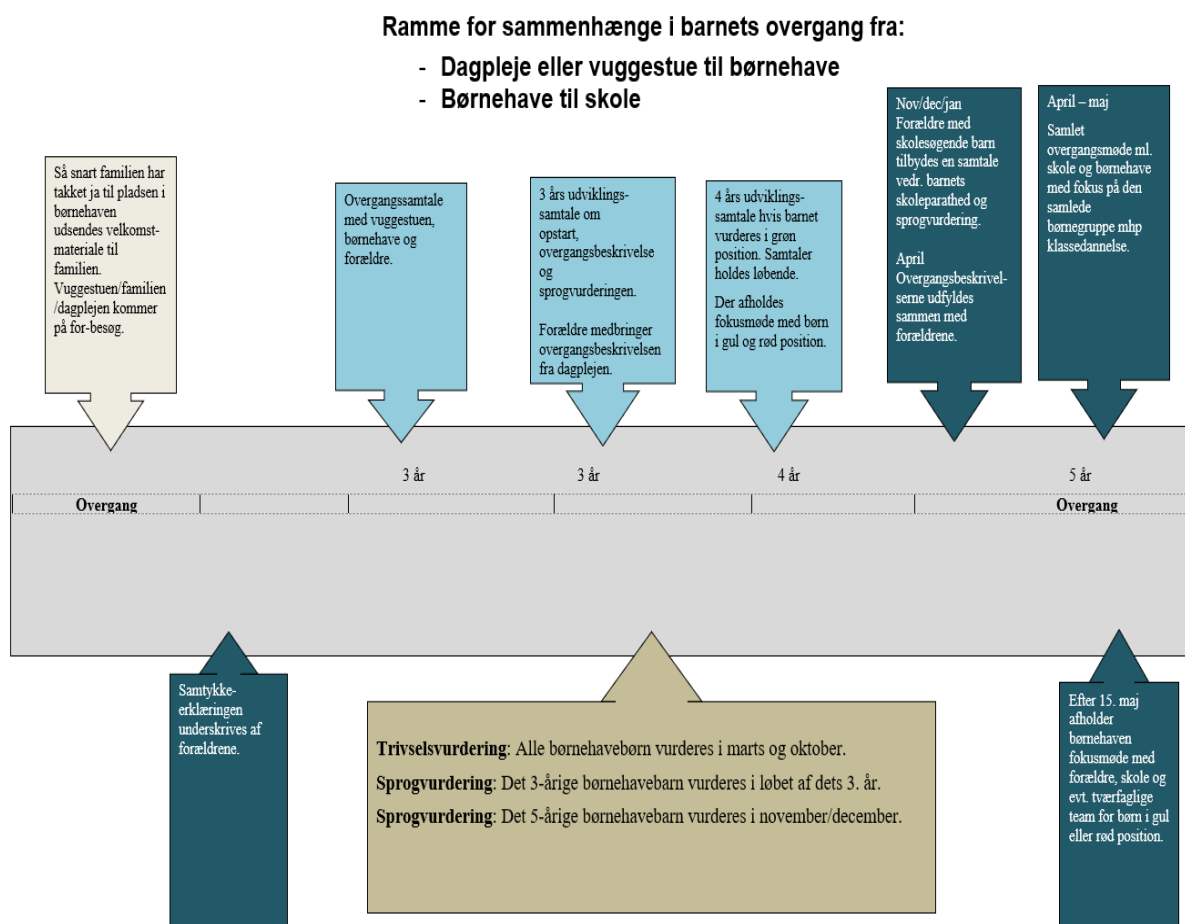 Ramme for sammenhænge i barnets overgang fra:
- Dagpleje eller vuggestue til børnehave
- Børnehave til skole
Så snart familien har
takket ja til pladsen i
børnehaven
udsendes velkomst-
materiale til
familien.
Vuggestuen/familien
/dagplejen kommer
på for-besøg.
Overgangssamtale
med vuggestuen,
børnehave og
forældre.
3 års udviklings-
samtale om
opstart,
overgangsbeskrivelse
og
sprogvurderingen.
Forældre medbringer
overgangsbeskrivelsen
fra dagplejen.
4 års udviklings-
samtale hvis barnet
vurderes i grøn
position. Samtaler
holdes løbende.
Der afholdes
fokusmøde med børn
i gul og rød position.
Nov/dec/jan
Forældre med
skolesøgende barn
tilbydes en samtale
vedr. barnets
skoleparathed og
sprogvurdering.
April
Overgangsbeskrivel-
serne udfyldes
sammen med
forældrene.
April – maj
Samlet
overgangsmøde ml.
skole og børnehave
med fokus på den
samlede
børnegruppe mhp
klassedannelse.
3 år
3 år
4 år
5 år
Overgang
Overgang
Samtykke-
erklæringen
underskrives af
forældrene.
Trivselsvurdering: Alle børnehavebørn vurderes i marts og oktober.
Sprogvurdering: Det 3-årige børnehavebarn vurderes i løbet af dets 3. år.
Sprogvurdering: Det 5-årige børnehavebarn vurderes i november/december.
Efter 15. maj
afholder
børnehaven
fokusmøde med
forældre, skole og
evt. tværfaglige
team for børn i gul
eller rød position.